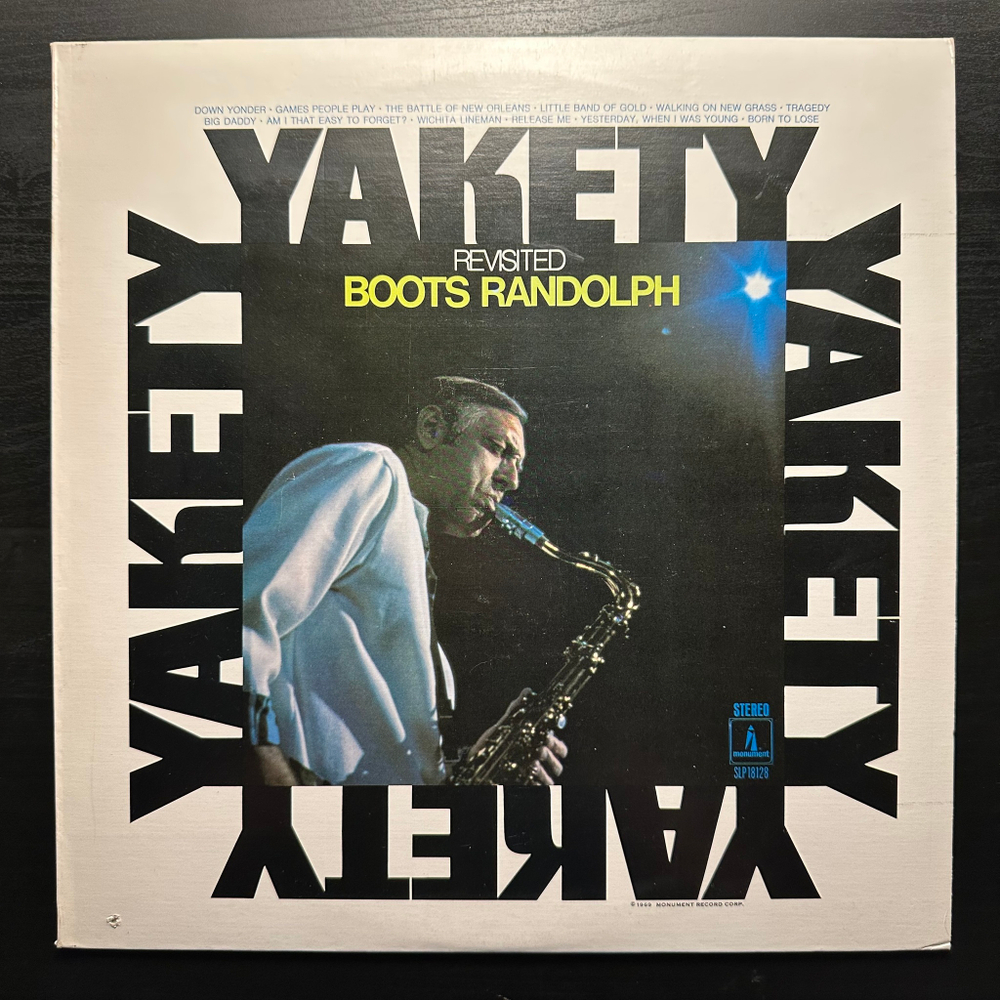 DOWN YONDER • GAMES PEOPLE PLAY • THE BATTLE OF NEW ORLEANS • LITTLE BAND OF GOLD • WALKING ON NEW GRASS • TRAGEDY
BIG DADDY • AM I THAT EASY TO FORGET? • WICHITA LINEMAN • RELEASE ME • YESTERDAY, WHEN I WAS YOUNG • BORN TO LOSE
YAKETY
REVISITED
BOOTS RANDOLPH
YAKETY
YAKETY
STEREO
monument
SLP18128
YAKETY
©1969 MONUMENT RECORD CORP.